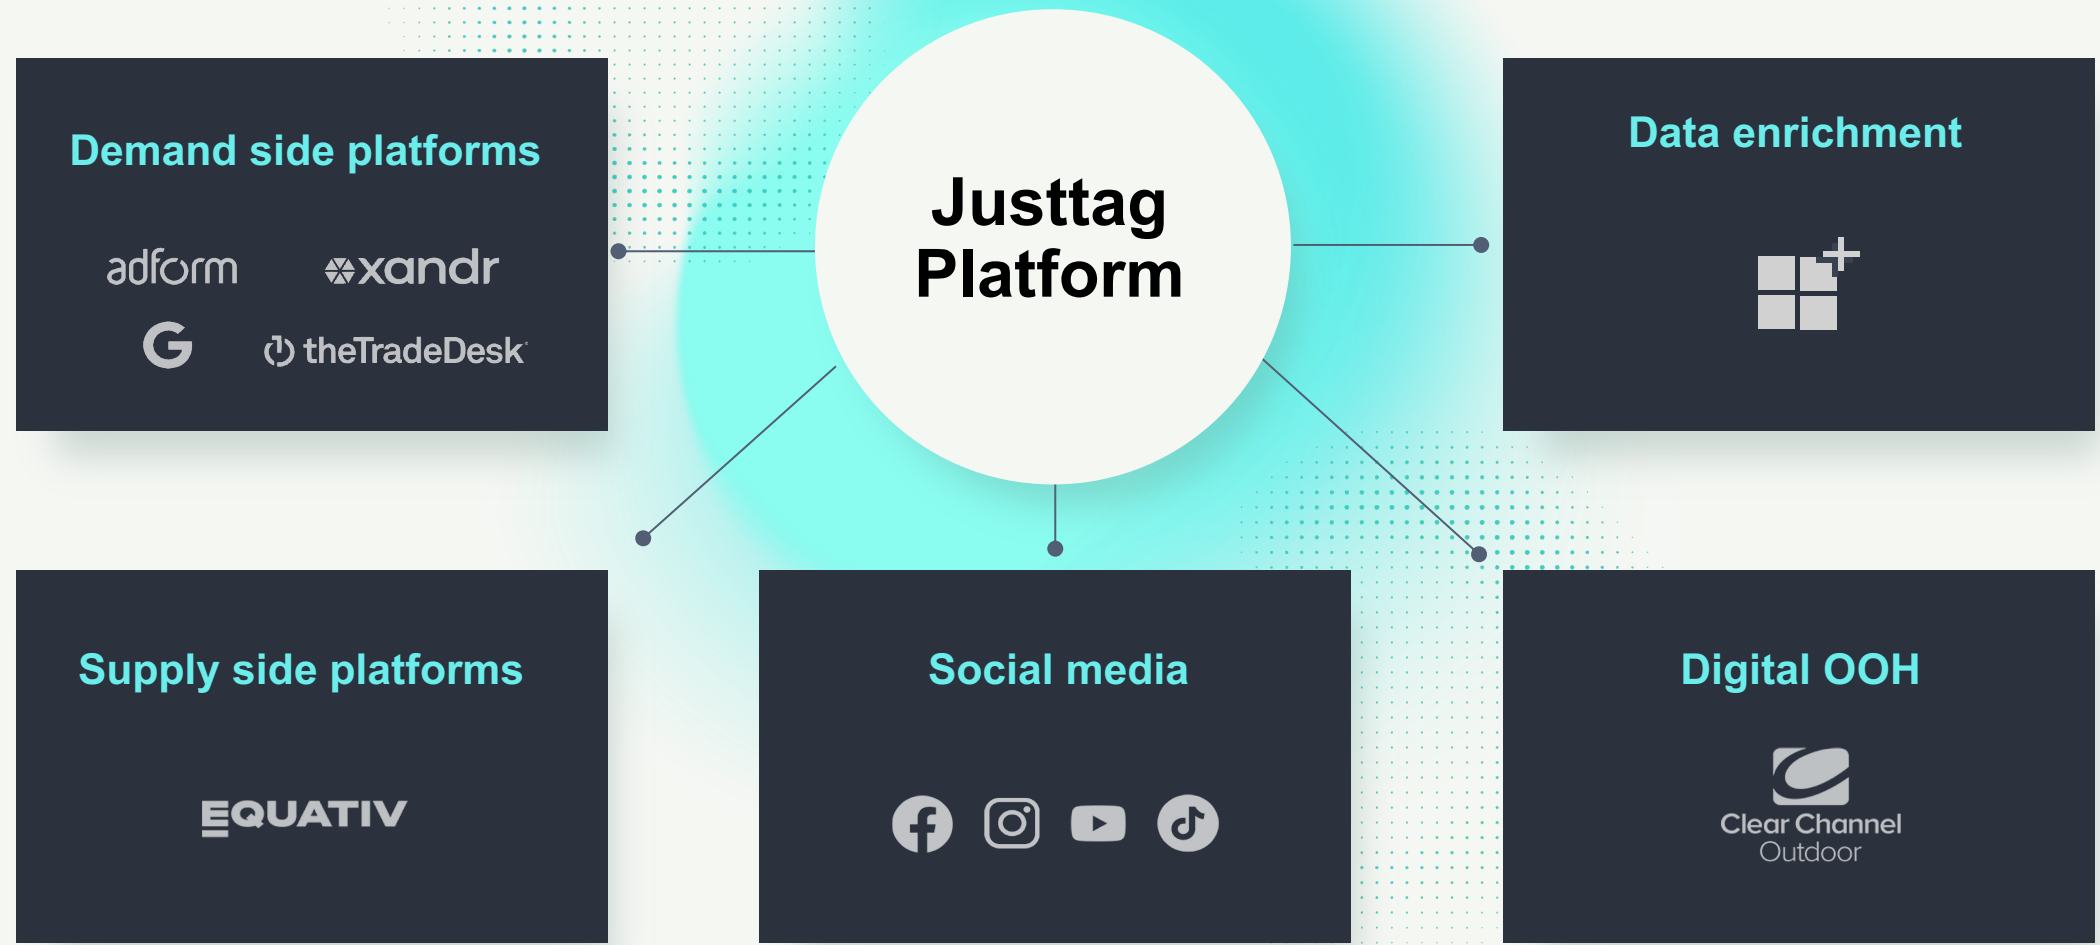 Justtag
Platform
Demand side platforms
adform
xandr
G
theTradeDesk
Data enrichment
Supply side platforms
EQUATIV
Social media
Digital OOH
Clear Channel
Outdoor